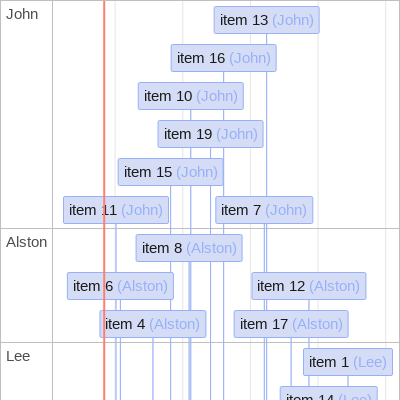 John
item 13 (John)
item 16 (John)
item 10 (John)
item 19 (John)
item 15 (John)
item 11 (John)
item 7 (John)
Alston
item 8 (Alston)
item 6 (Alston)
item 12 (Alston)
item 4 (Alston)
item 17 (Alston)
Lee
item 1 (Lee)
item 14 (Lee)